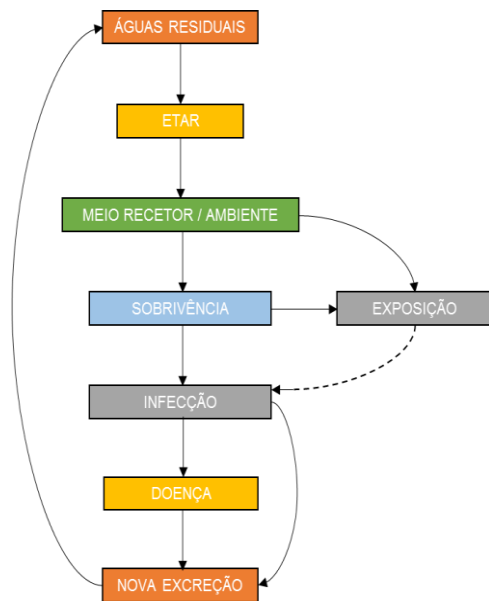 ÁGUAS RESIDUAIS
ETAR
MEIO RECETOR / AMBIENTE
SOBRIVÊNCIA
EXPOSIÇÃO
INFECÇÃO
DOENÇA
NOVA EXCREÇÃO